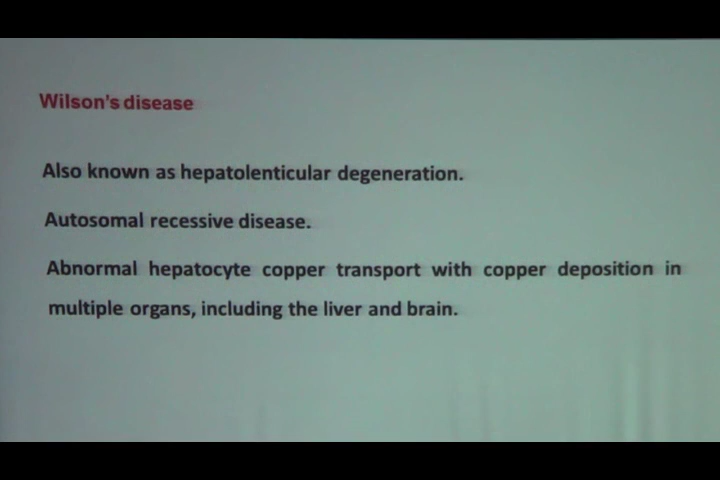 Wilson's disease
Also known as hepatolenticular degeneration.
Autosomal recessive disease.
Abnormal hepatocyte copper transport with copper deposition in
multiple organs, including the liver and brain.